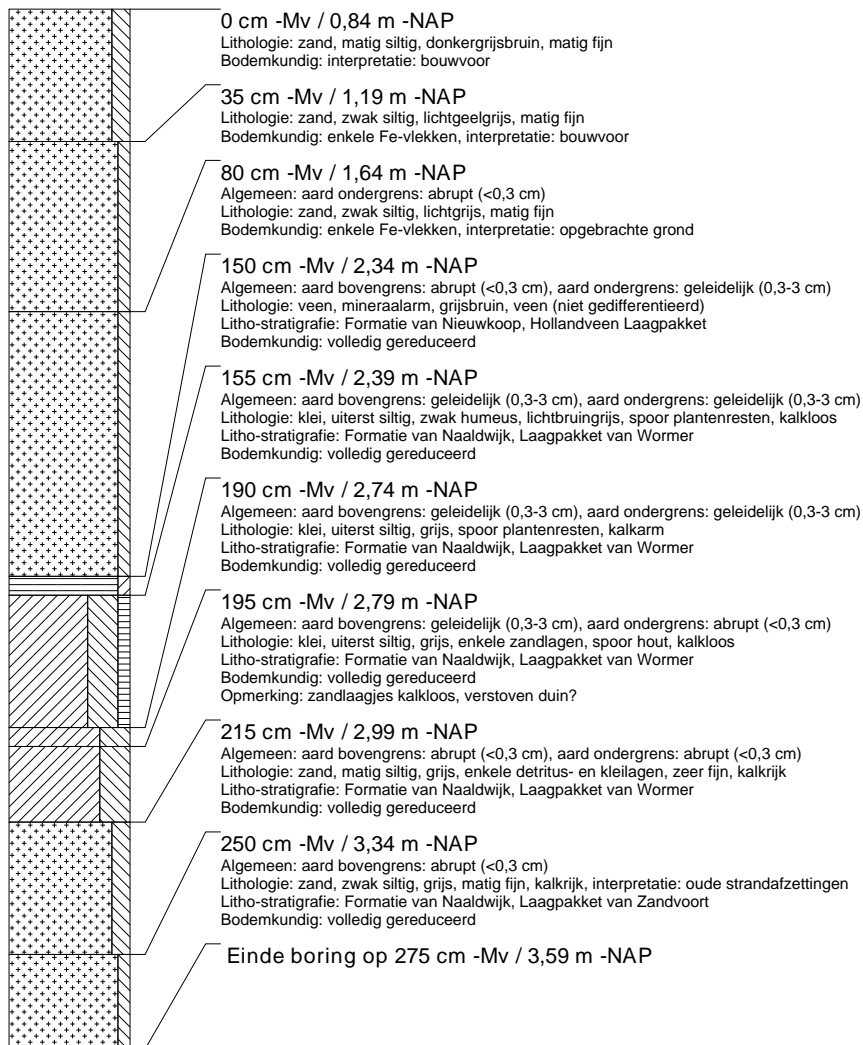 0 cm -Mv / 0,84 m -NAP
Lithologie: zand, matig siltig, donkergrijsbruin, matig fijn
Bodemkundig: interpretatie: bouwvoor
35 cm -Mv / 1,19 m -NAP
Lithologie: zand, zwak siltig, lichtgeelgrijs, matig fijn
Bodemkundig: enkele Fe-vlekken, interpretatie: bouwvoor
80 cm -Mv / 1,64 m -NAP
Algemeen: aard ondergrens: abrupt (<0,3 cm)
Lithologie: zand, zwak siltig, lichtgrijs, matig fijn
Bodemkundig: enkele Fe-vlekken, interpretatie: opgebrachte grond
150 cm -Mv / 2,34 m -NAP
Algemeen: aard bovengrens: abrupt (<0,3 cm), aard ondergrens: geleidelijk (0,3-3 cm)
Lithologie: veen, mineraalarm, grijsbruin, veen (niet gedifferentieerd)
Litho-stratigrafie: Formatie van Nieuwkoop, Hollandveen Laagpakket
Bodemkundig: volledig gereduceerd
155 cm -Mv / 2,39 m -NAP
Algemeen: aard bovengrens: geleidelijk (0,3-3 cm), aard ondergrens: geleidelijk (0,3-3 cm)
Lithologie: klei, uiterst siltig, zwak humeus, lichtbruingrijs, spoor plantenresten, kalkloos
Litho-stratigrafie: Formatie van Naaldwijk, Laagpakket van Wormer
Bodemkundig: volledig gereduceerd
190 cm -Mv / 2,74 m -NAP
Algemeen: aard bovengrens: geleidelijk (0,3-3 cm), aard ondergrens: geleidelijk (0,3-3 cm)
Lithologie: klei, uiterst siltig, grijs, spoor plantenresten, kalkarm
Litho-stratigrafie: Formatie van Naaldwijk, Laagpakket van Wormer
Bodemkundig: volledig gereduceerd
195 cm -Mv / 2,79 m -NAP
Algemeen: aard bovengrens: geleidelijk (0,3-3 cm), aard ondergrens: abrupt (<0,3 cm)
Lithologie: klei, uiterst siltig, grijs, enkele zandlagen, spoor hout, kalkloos
Litho-stratigrafie: Formatie van Naaldwijk, Laagpakket van Wormer
Bodemkundig: volledig gereduceerd
Opmerking: zandlaagjes kalkloos, verstoven duin?
215 cm -Mv / 2,99 m -NAP
Algemeen: aard bovengrens: abrupt (<0,3 cm), aard ondergrens: abrupt (<0,3 cm)
Lithologie: zand, matig siltig, grijs, enkele detritus- en kleilagen, zeer fijn, kalkrijk
Litho-stratigrafie: Formatie van Naaldwijk, Laagpakket van Wormer
Bodemkundig: volledig gereduceerd
250 cm -Mv / 3,34 m -NAP
Algemeen: aard bovengrens: abrupt (<0,3 cm)
Lithologie: zand, zwak siltig, grijs, matig fijn, kalkrijk, interpretatie: oude strandafzettingen
Litho-stratigrafie: Formatie van Naaldwijk, Laagpakket van Zandvoort
Bodemkundig: volledig gereduceerd
Einde boring op 275 cm -Mv / 3,59 m -NAP